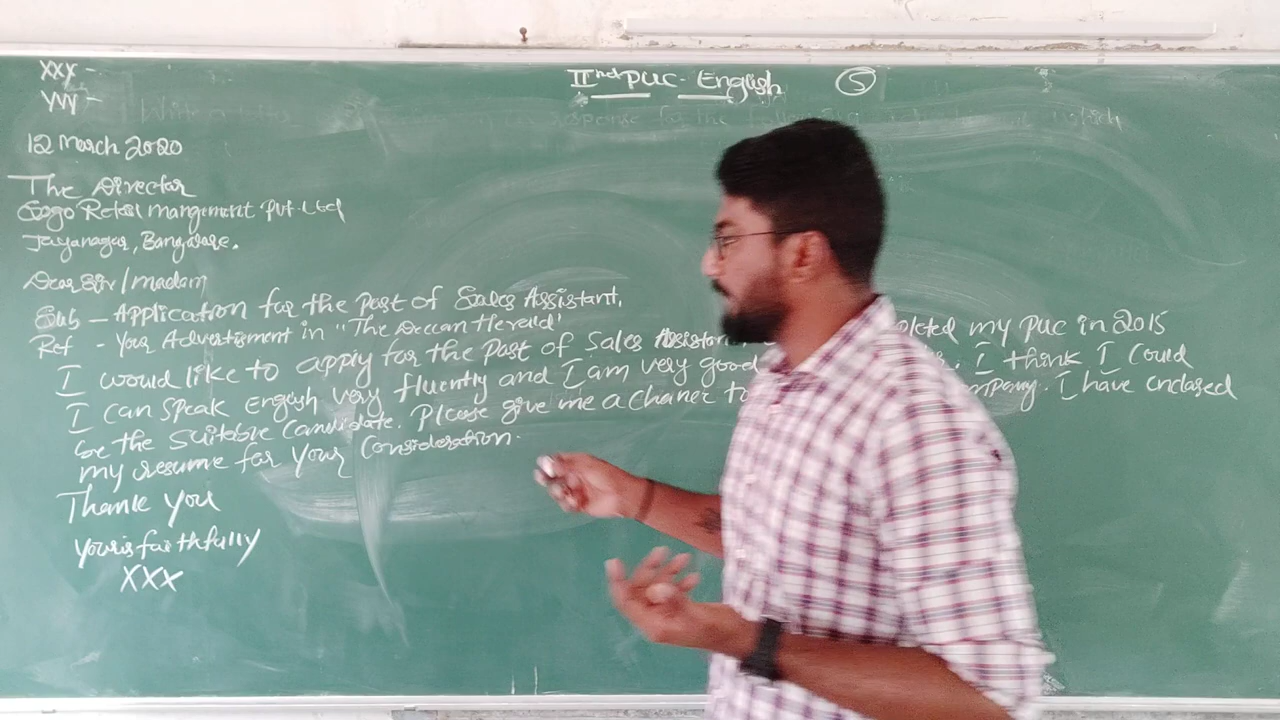 IInd PUC - English 5
XXX -
YYY -
12 March 2020
The Director
Gogo Retail mangement Pvt. Ltd
Jayanagar, Bangalore.
Dear Sir / madam
Sub - Application for the Post of Sales Assistant.
Ref - Your Advertisment in "The Deccan Herald"
I would like to apply for the Post of Sales Assistan my PUC in 2015
I can Speak English very fluently and I am very good I think I Could
be the Suitable Candidate. Please give me a chance to I have enclosed
my resume for your Consideration.
Thank you
Yours faithfully
XXX